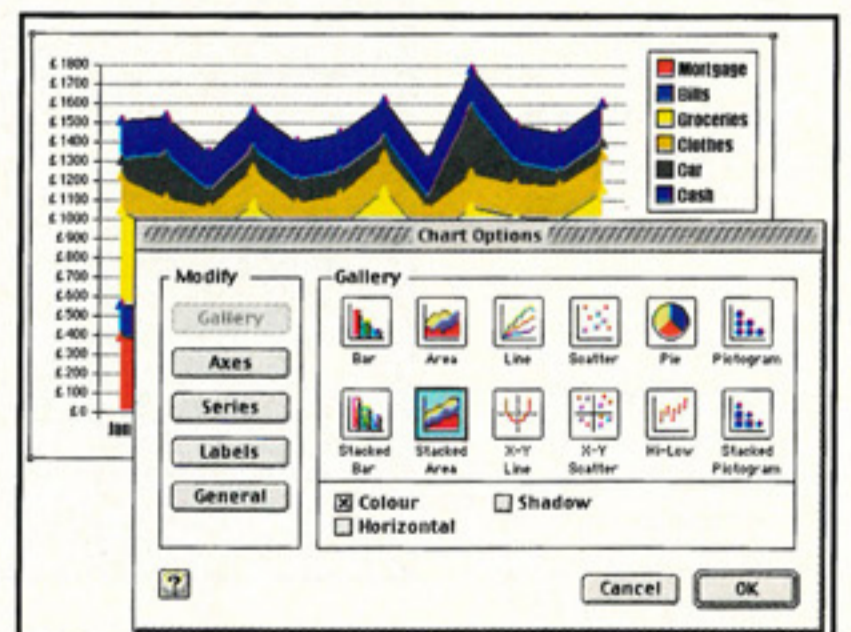 £1800
£1700
£1600
£1500
£1400
£1300
£1200
£1100
£1000
£900
£800
£700
£600
£500
£400
£300
£200
£100
£0
Jan
Mortgage
Bills
Groceries
Clothes
Car
Cash
Chart Options
Modify
Gallery
Axes
Series
Labels
General
Gallery
Bar
Area
Line
Scatter
Pie
Pictogram
Stacked Bar
Stacked Area
X-Y Line
X-Y Scatter
Hi-Low
Stacked Pictogram
Colour
Shadow
Horizontal
?
Cancel
OK